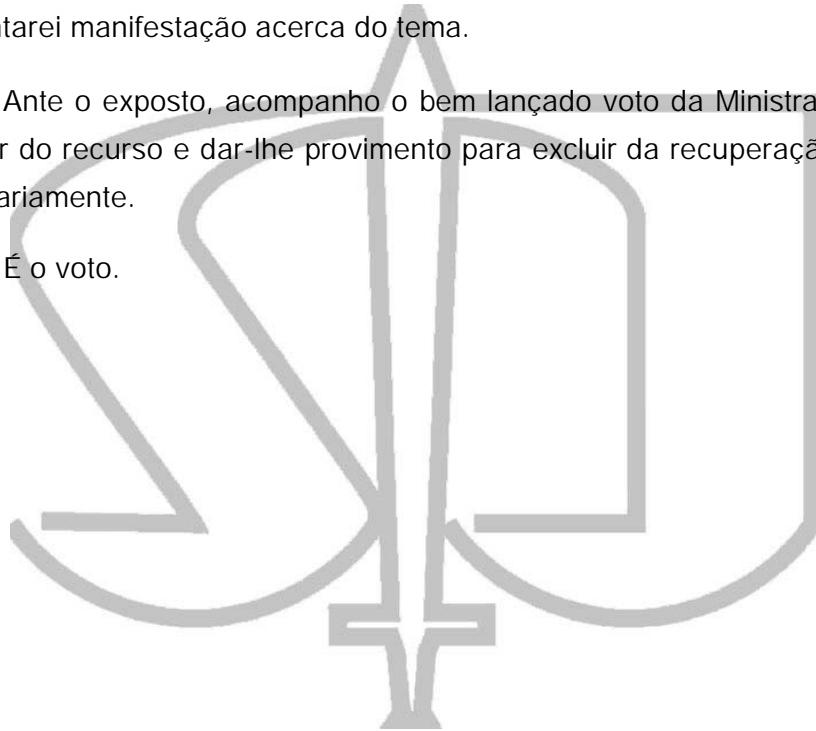 ntarei manifestação acerca do tema.
Ante o exposto, acompanho o bem lançado voto da Ministra
r do recurso e dar-lhe provimento para excluir da recuperaçã
ariamente.
É o voto.